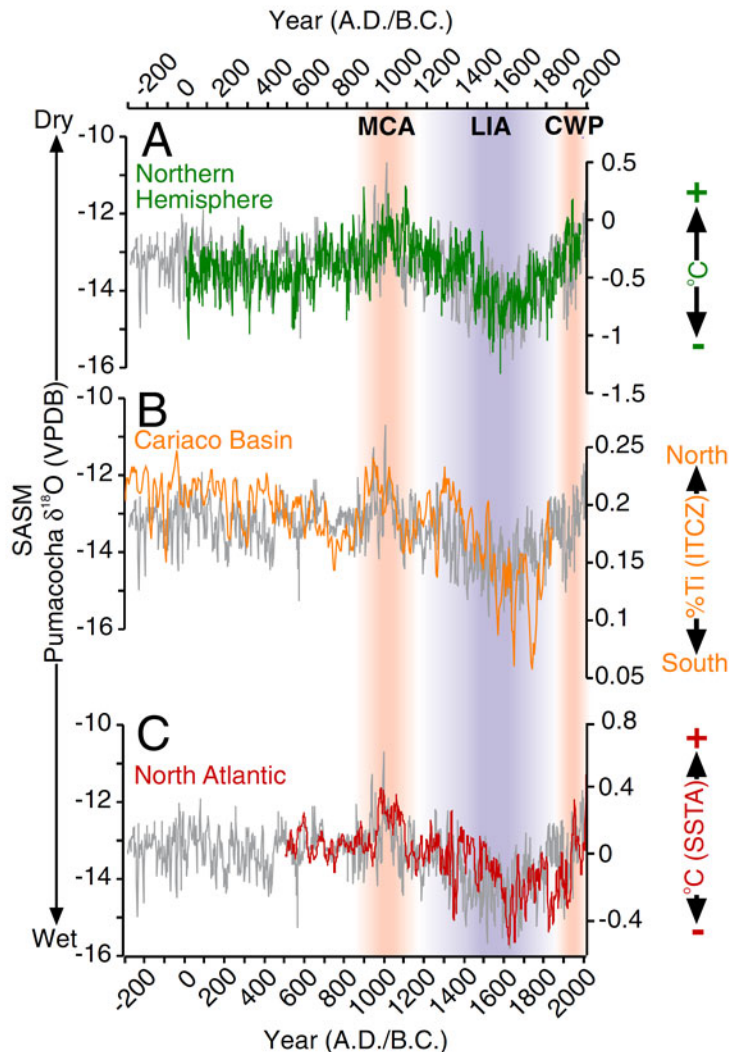 Year (A.D./B.C.)
-200 0 200 400 600 800 1000 1200 1400 1600 1800 2000
Dry
MCA LIA CWP
A
Northern
Hemisphere
-10
-12
-14
-16
0.5
0
-0.5
-1
-1.5
+
°C
-
B
Cariaco Basin
-10
-12
-14
-16
0.25
0.2
0.15
0.1
0.05
North
%Ti (ITCZ)
South
SASM
Pumacocha δ¹⁸O (VPDB)
C
North Atlantic
-10
-12
-14
-16
0.8
0.4
0
-0.4
+
°C (SSTA)
-
Wet
-200 0 200 400 600 800 1000 1200 1400 1600 1800 2000
Year (A.D./B.C.)